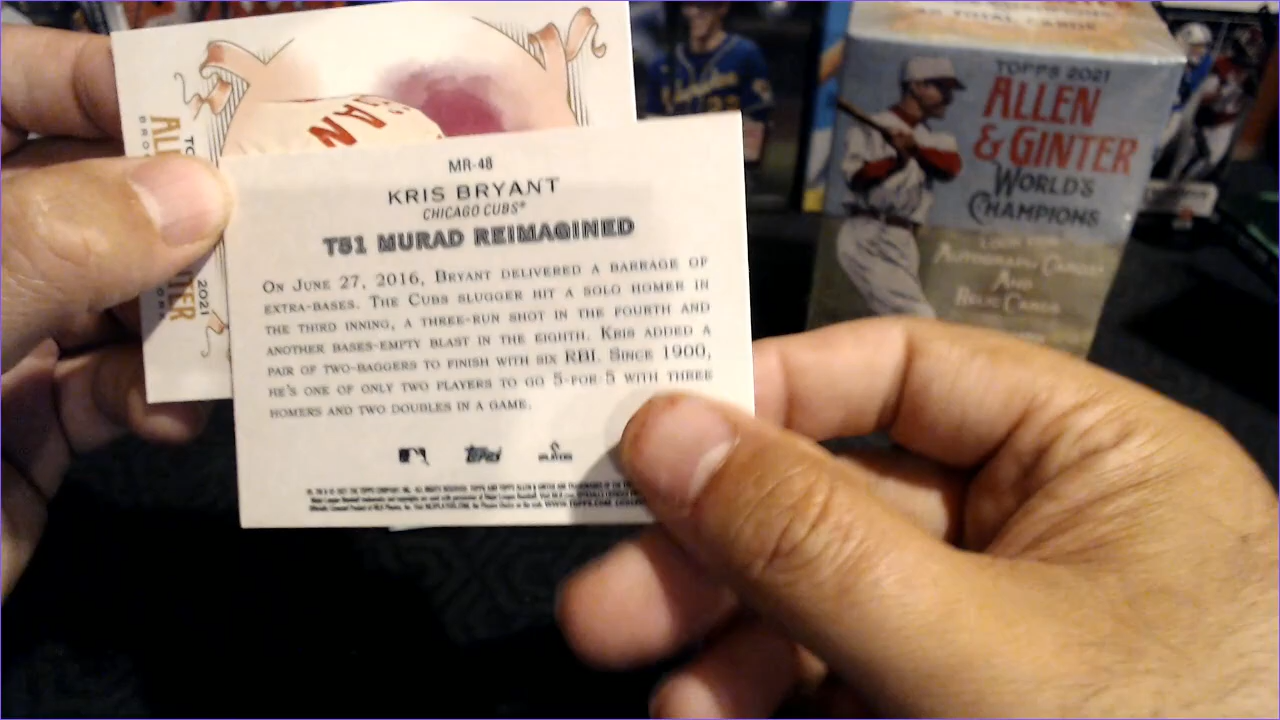 MR-48
KRIS BRYANT
CHICAGO CUBS®
T51 MURAD REIMAGINED
ON JUNE 27, 2016, BRYANT DELIVERED A BARRAGE OF
EXTRA-BASES. THE CUBS SLUGGER HIT A SOLO HOMER IN
THE THIRD INNING, A THREE-RUN SHOT IN THE FOURTH AND
ANOTHER BASES-EMPTY BLAST IN THE EIGHTH. KRIS ADDED A
PAIR OF TWO-BAGGERS TO FINISH WITH SIX RBI. SINCE 1900,
HE'S ONE OF ONLY TWO PLAYERS TO GO 5-FOR-5 WITH THREE
HOMERS AND TWO DOUBLES IN A GAME.
Topps
TOPPS 2021
ALLEN
& GINTER
WORLD'S
CHAMPIONS
LOOK FOR
AUTOGRAPH CARDS
AND
RELIC CARDS
2021